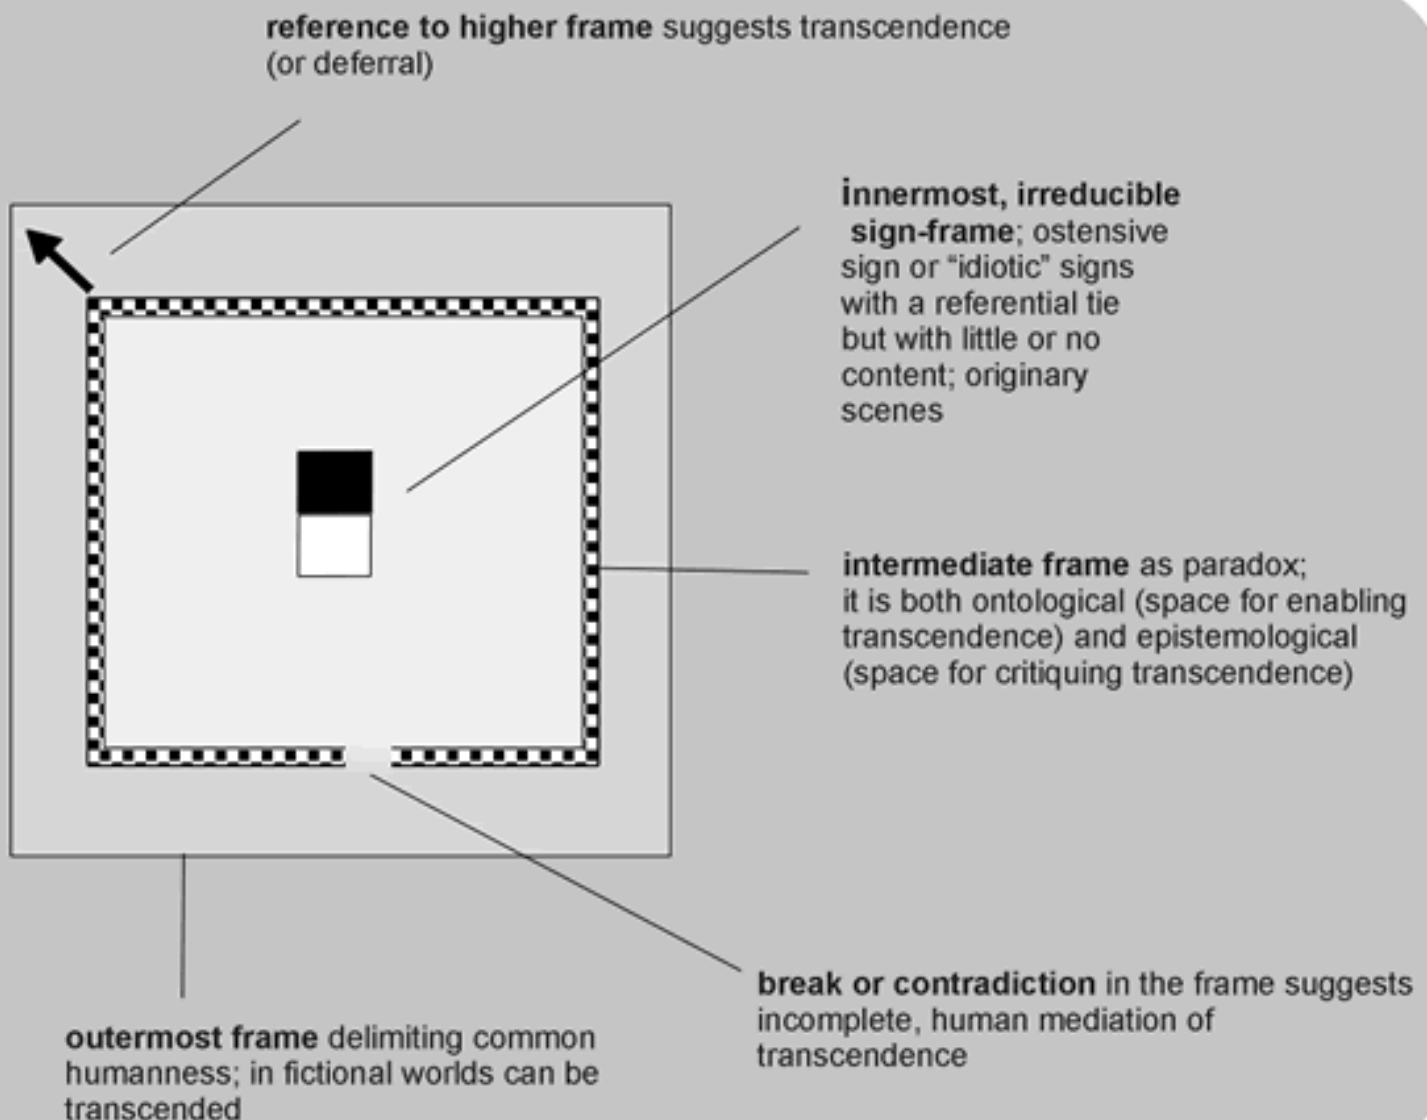 reference to higher frame suggests transcendence
(or deferral)
innermost, irreducible
sign-frame; ostensive
sign or “idiotic” signs
with a referential tie
but with little or no
content; originary
scenes
intermediate frame as paradox;
it is both ontological (space for enabling
transcendence) and epistemological
(space for critiquing transcendence)
break or contradiction in the frame suggests
incomplete, human mediation of
transcendence
outermost frame delimiting common
humanness; in fictional worlds can be
transcended